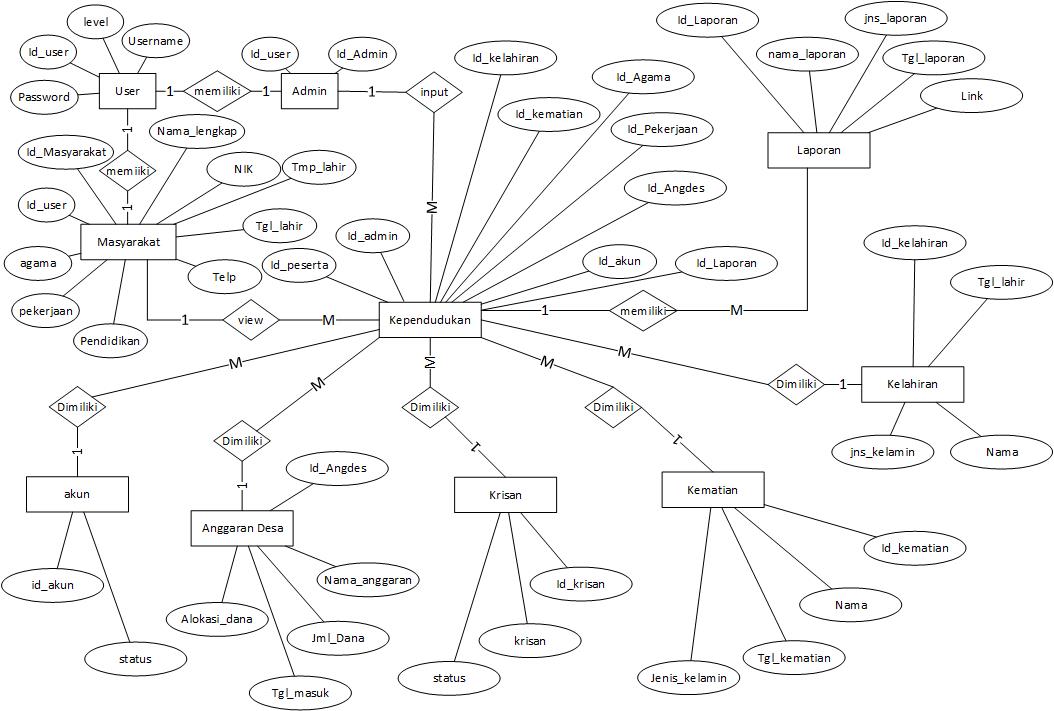 level
Id_user
Username
Password
User
1
memiliki
1
Id_user
Id_Admin
Admin
1
input
M
Id_kelahiran
Id_Agama
Id_kematian
Id_Pekerjaan
Id_Angdes
Id_akun
Id_Laporan
Id_Laporan
jns_laporan
nama_laporan
Tgl_laporan
Link
Laporan
1
memiiki
1
Id_Masyarakat
Nama_lengkap
NIK
Tmp_lahir
Id_user
Masyarakat
Tgl_lahir
agama
Telp
pekerjaan
Pendidikan
Id_admin
Id_peserta
1
view
M
Kependudukan
1
memiliki
M
Id_kelahiran
Tgl_lahir
M
Dimiliki
1
Kelahiran
jns_kelamin
Nama
M
Dimiliki
1
akun
id_akun
status
M
Dimiliki
1
Id_Angdes
Anggaran Desa
Nama_anggaran
Alokasi_dana
Jml_Dana
Tgl_masuk
M
Dimiliki
1
Krisan
Id_krisan
krisan
status
M
Dimiliki
1
Kematian
Id_kematian
Nama
Tgl_kematian
Jenis_kelamin